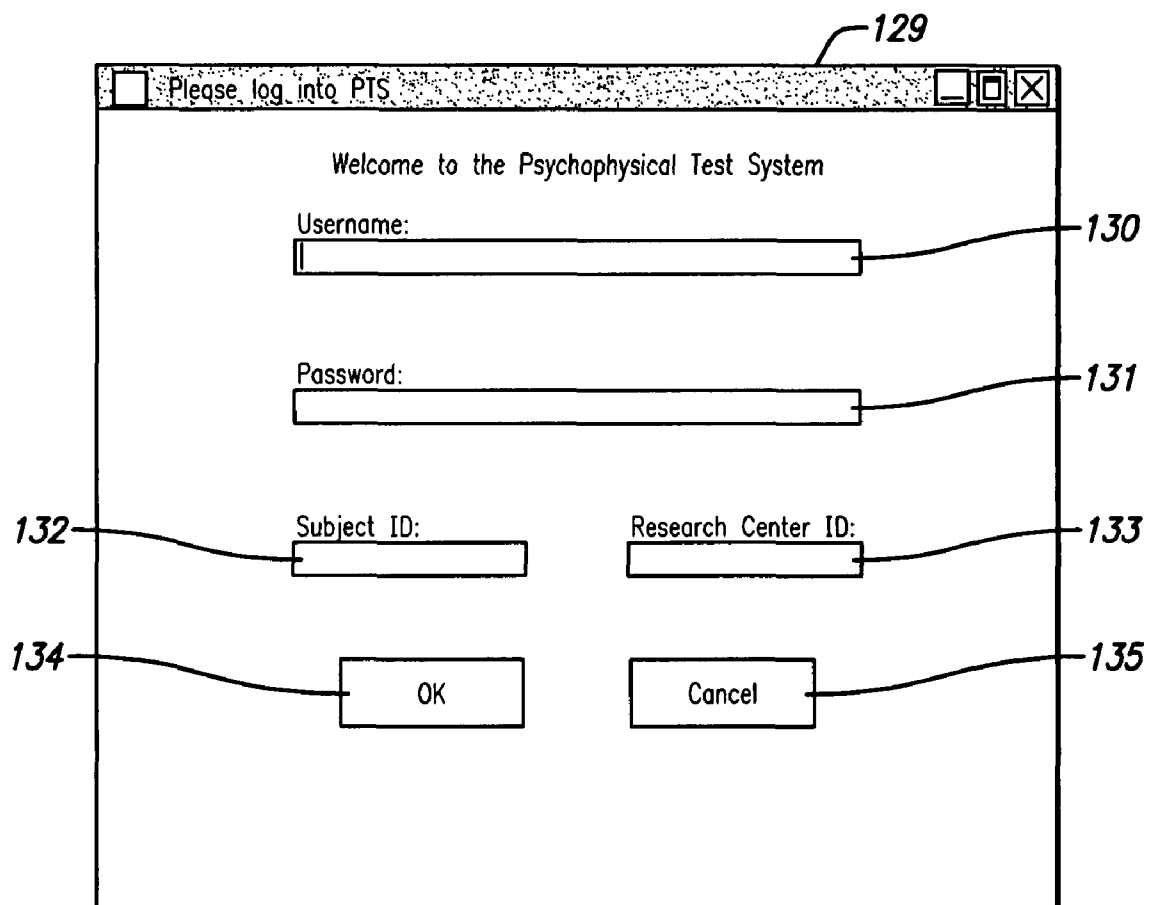 129
Please log into PTS
Welcome to the Psychophysical Test System
Username:
130
Password:
131
132
Subject ID:
Research Center ID:
133
134
OK
Cancel
135